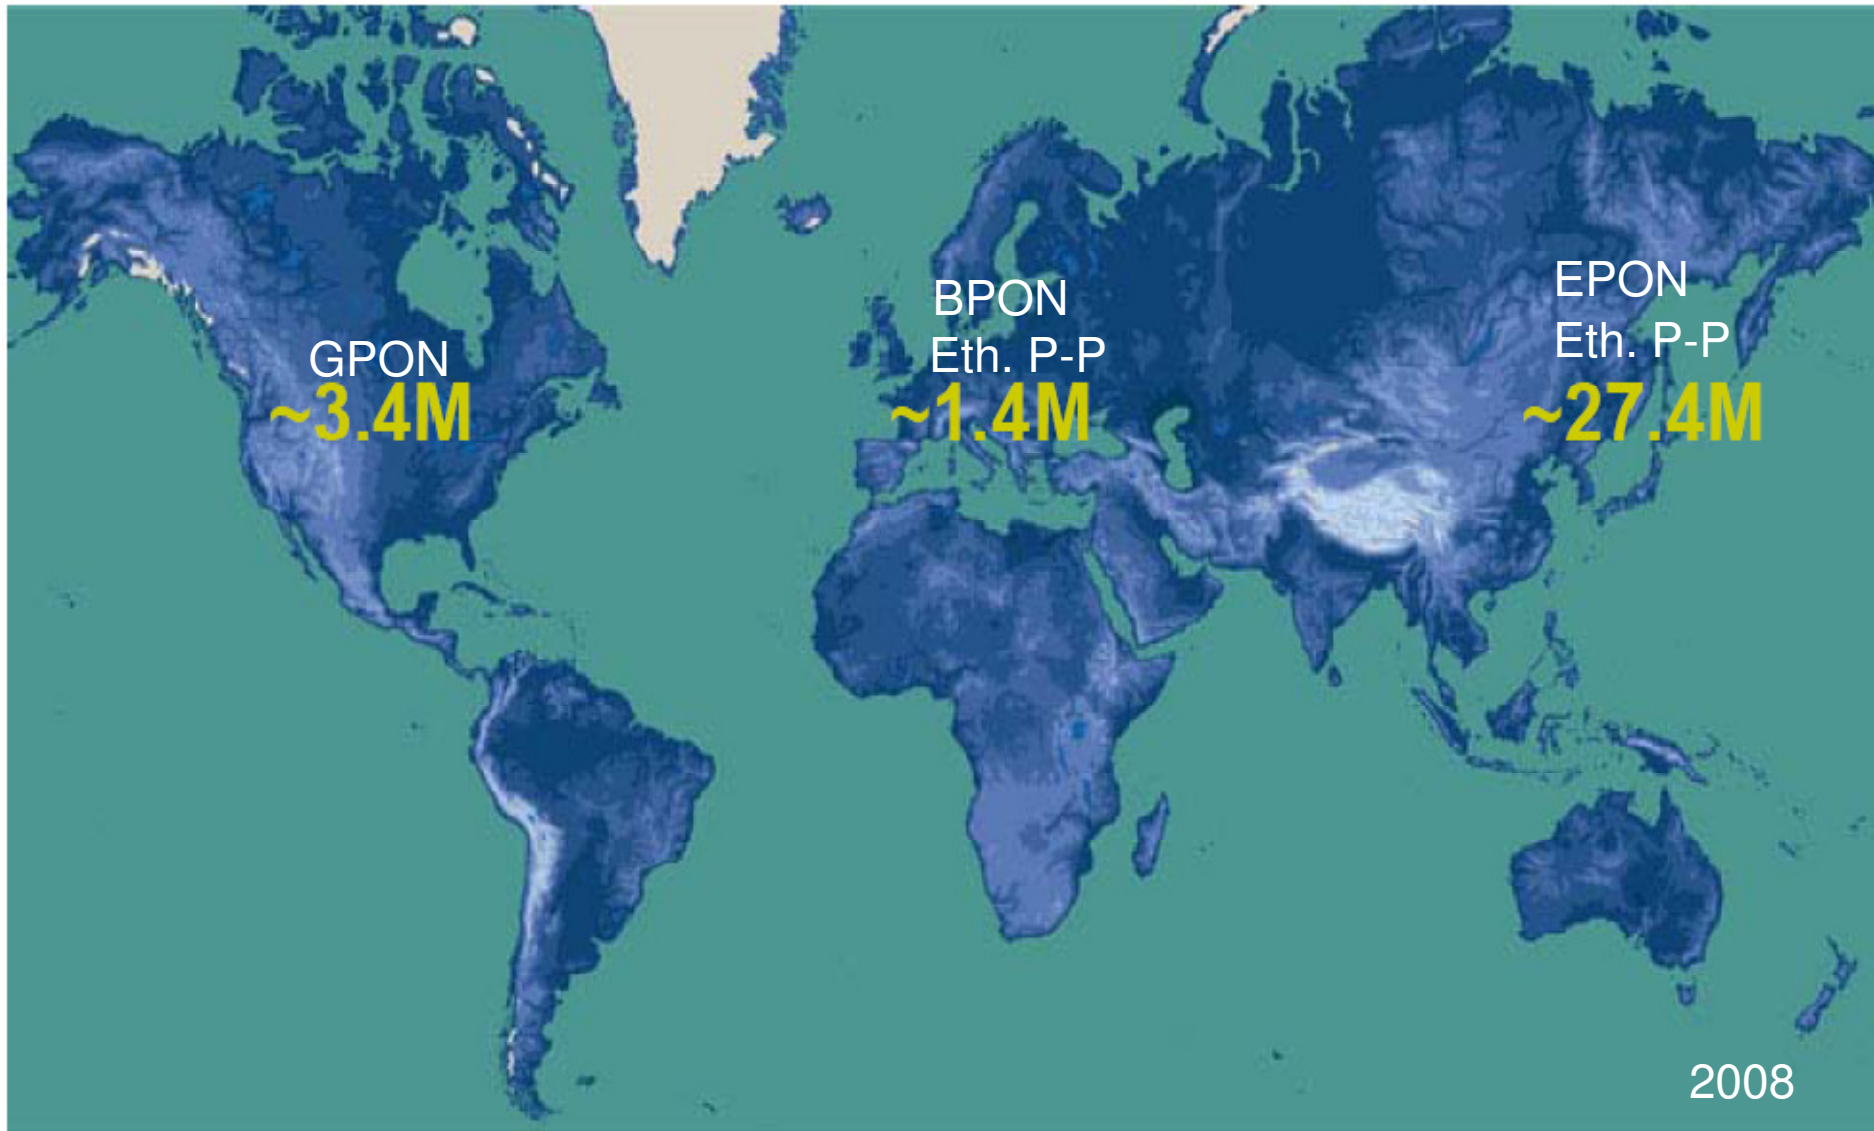 GPON
~3.4M
BPON
Eth. P-P
~1.4M
EPON
Eth. P-P
~27.4M
2008